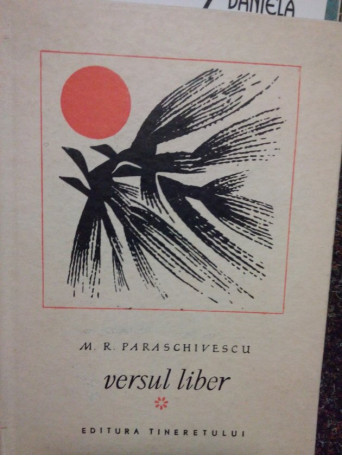 DANIELA
M. R. PARASCHIVESCU
versul liber
EDITURA TINERETULUI